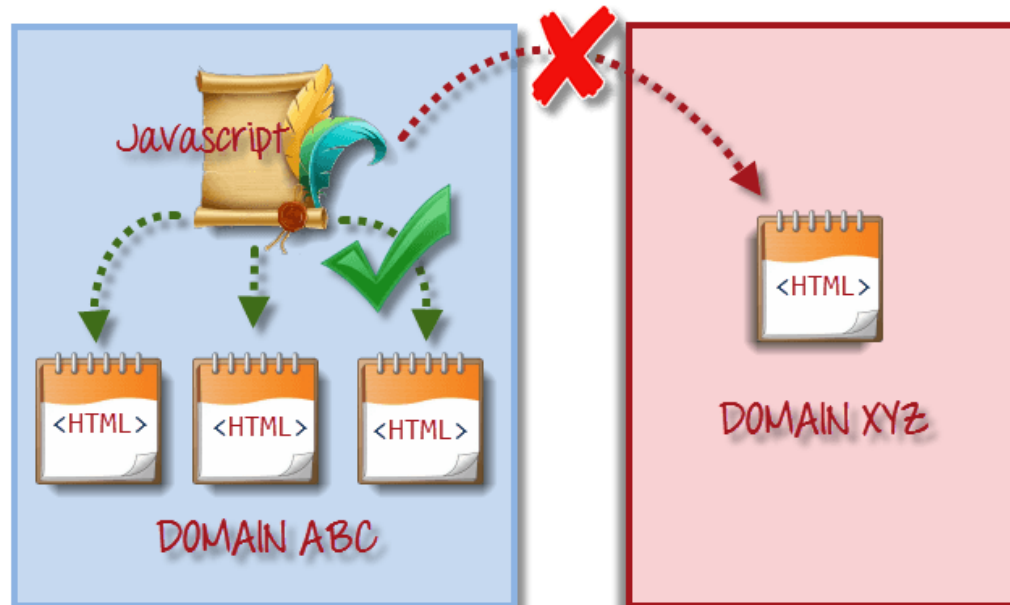 Javascript
<HTML>
<HTML> <HTML> <HTML>
DOMAIN XYZ
DOMAIN ABC